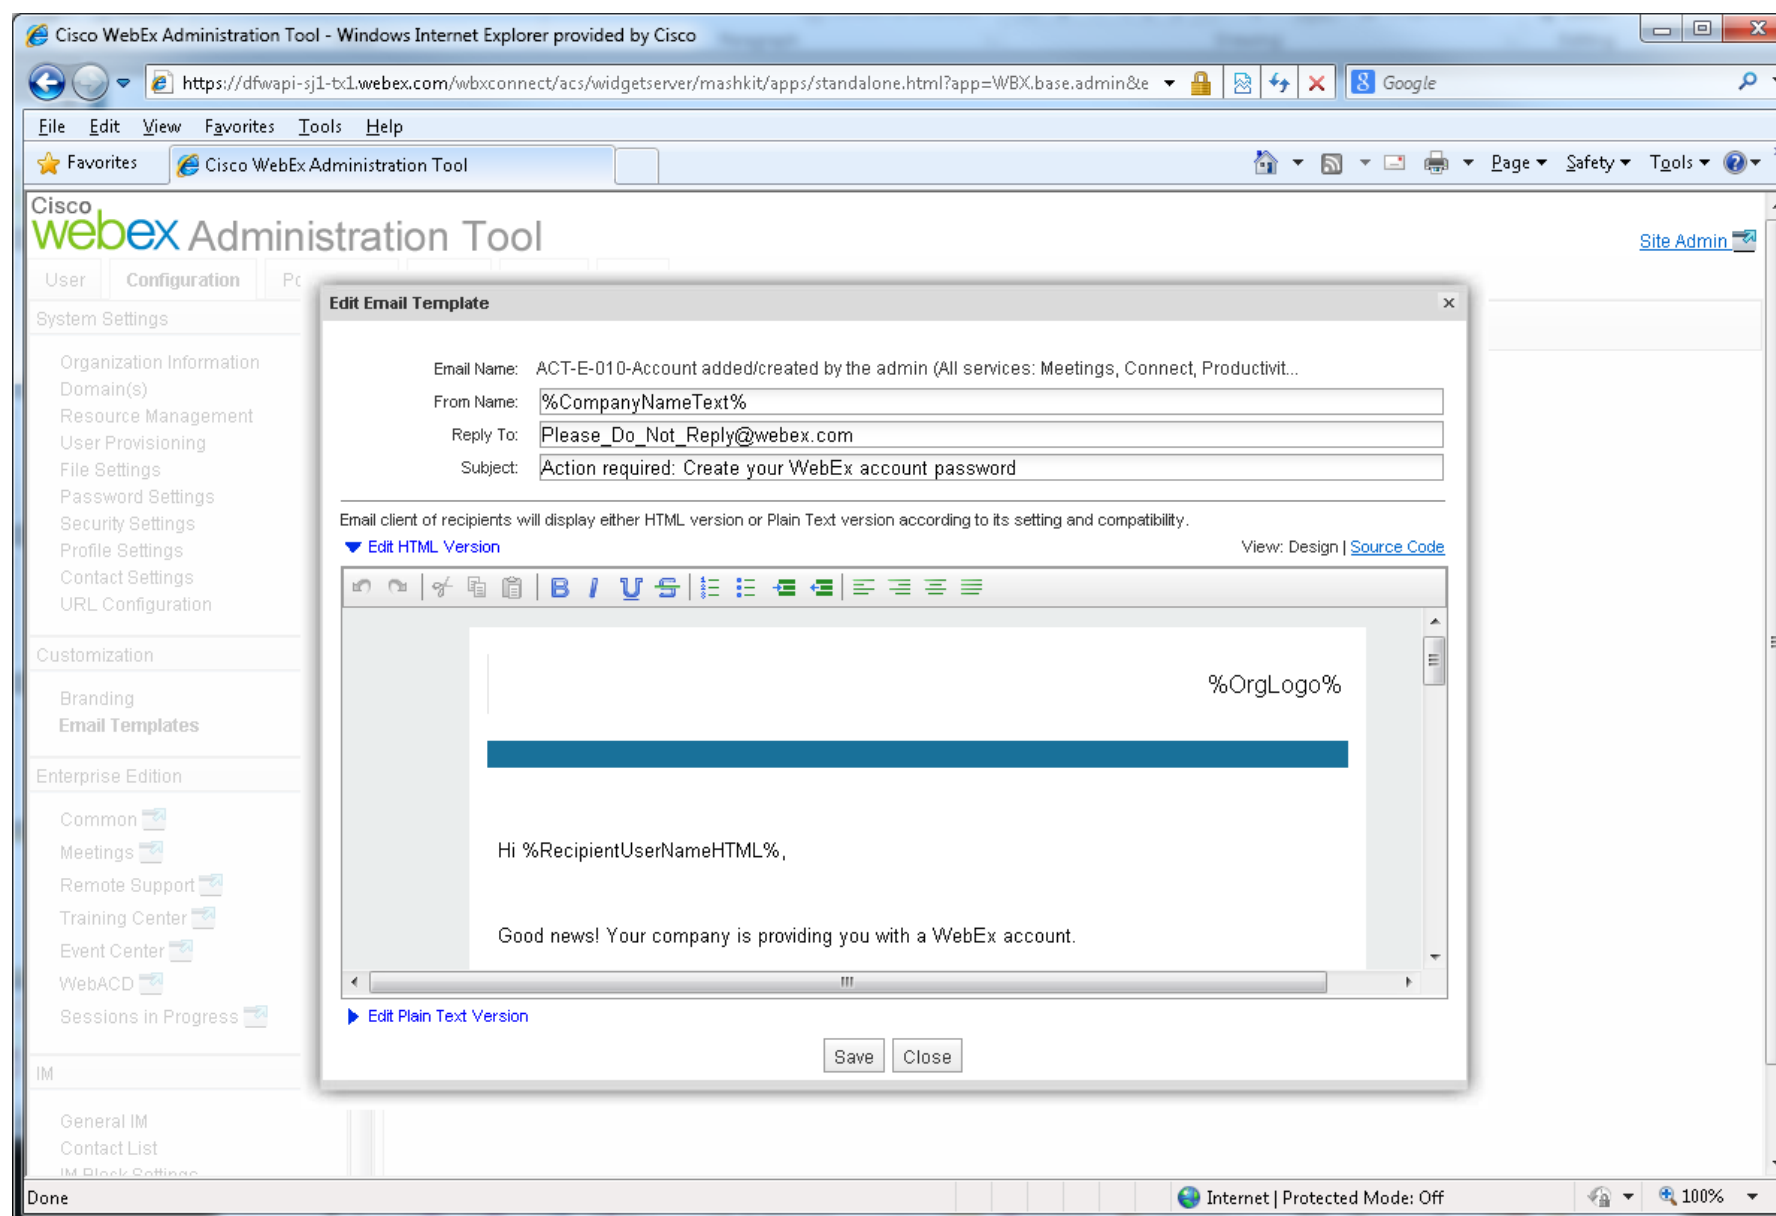 Cisco WebEx Administration Tool - Windows Internet Explorer provided by Cisco
https://dfwapi-sj1-tx1.webex.com/wbxconnect/acs/widgetserver/mashkit/apps/standalone.html?app=WBX.base.admin&e
Google
File Edit View Favorites Tools Help
Favorites Cisco WebEx Administration Tool Page Safety Tools
Cisco
webex Administration Tool
Site Admin
User Configuration Po
System Settings
Organization Information
Domain(s)
Resource Management
User Provisioning
File Settings
Password Settings
Security Settings
Profile Settings
Contact Settings
URL Configuration
Customization
Branding
Email Templates
Enterprise Edition
Common
Meetings
Remote Support
Training Center
Event Center
WebACD
Sessions in Progress
IM
General IM
Contact List
IM Block Settings
Edit Email Template
Email Name: ACT-E-010-Account added/created by the admin (All services: Meetings, Connect, Productivit...
From Name: %CompanyNameText%
Reply To: Please_Do_Not_Reply@webex.com
Subject: Action required: Create your WebEx account password
Email client of recipients will display either HTML version or Plain Text version according to its setting and compatibility.
Edit HTML Version View: Design | Source Code
B I U S
%OrgLogo%
Hi %RecipientUserNameHTML%,
Good news! Your company is providing you with a WebEx account.
Edit Plain Text Version
Save Close
Done Internet | Protected Mode: Off 100%